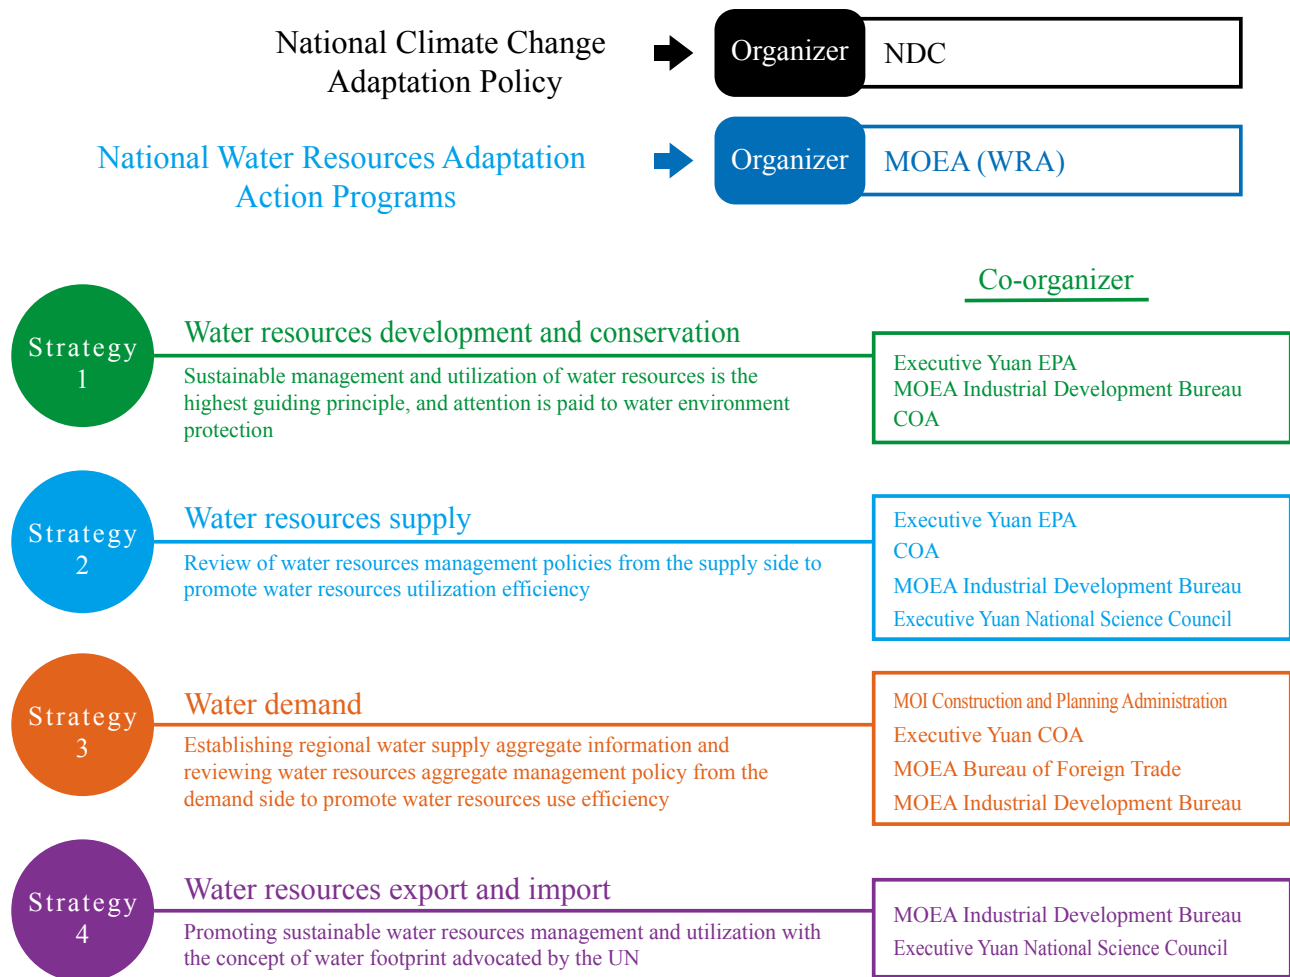 National Climate Change
Adaptation Policy
Organizer
NDC
National Water Resources Adaptation
Action Programs
Organizer
MOEA (WRA)
Co-organizer
Strategy
1
Water resources development and conservation
Sustainable management and utilization of water resources is the
highest guiding principle, and attention is paid to water environment
protection
Executive Yuan EPA
MOEA Industrial Development Bureau
COA
Strategy
2
Water resources supply
Review of water resources management policies from the supply side to
promote water resources utilization efficiency
Executive Yuan EPA
COA
MOEA Industrial Development Bureau
Executive Yuan National Science Council
Strategy
3
Water demand
Establishing regional water supply aggregate information and
reviewing water resources aggregate management policy from the
demand side to promote water resources use efficiency
MOI Construction and Planning Administration
Executive Yuan COA
MOEA Bureau of Foreign Trade
MOEA Industrial Development Bureau
Strategy
4
Water resources export and import
Promoting sustainable water resources management and utilization with
the concept of water footprint advocated by the UN
MOEA Industrial Development Bureau
Executive Yuan National Science Council